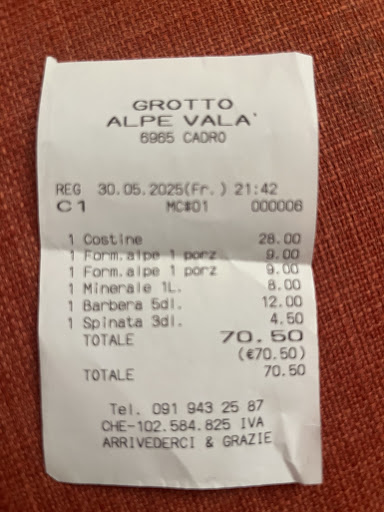 GROTTO
ALPE VALA'
6965 CADRO
REG 30.05.2025(Fr.) 21:42
C1 MC#01 000006
1 Costine 28.00
1 Form.alpe 1 porz 9.00
1 Form.alpe 1 porz 9.00
1 Minerale 1L. 8.00
1 Barbera 5dl. 12.00
1 Spinata 3dl. 4.50
TOTALE 70.50
(€70.50)
TOTALE 70.50
Tel. 091 943 25 87
CHE-102.584.825 IVA
ARRIVEDERCI & GRAZIE